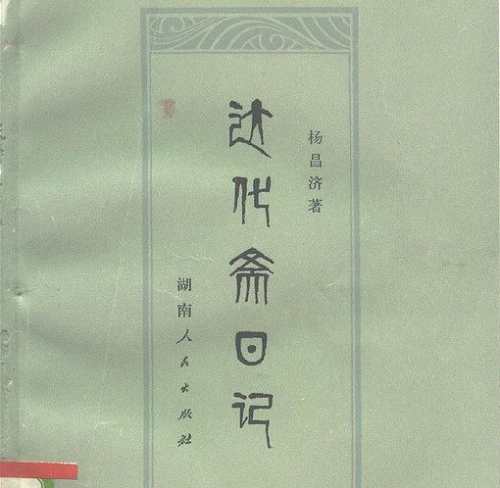 杨昌济著
达化斋日记
湖南人民出版社